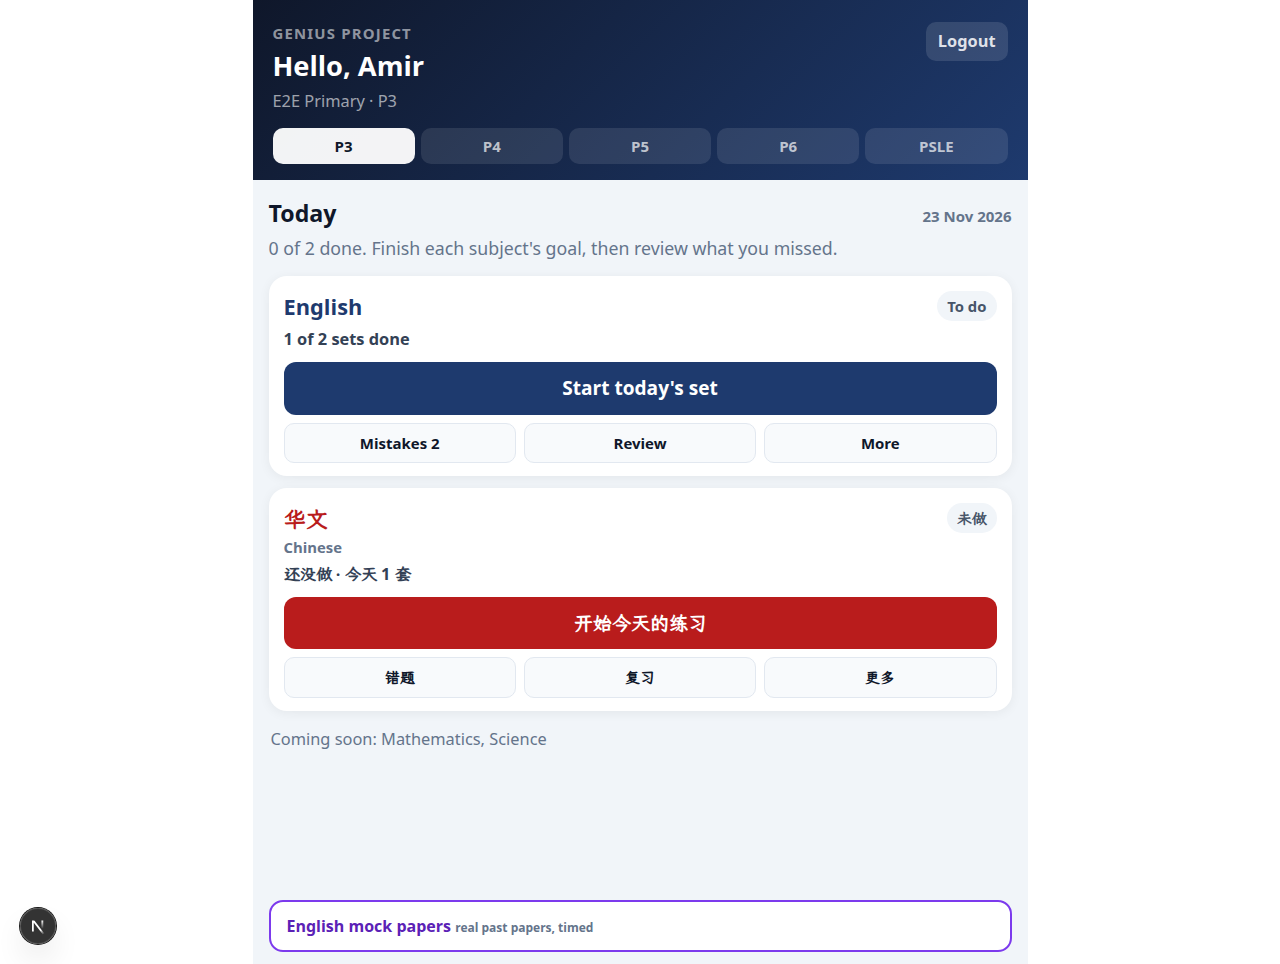 GENIUS PROJECT
Logout
Hello, Amir
E2E Primary · P3
P3
P4
P5
P6
PSLE
Today
23 Nov 2026
0 of 2 done. Finish each subject's goal, then review what you missed.
English
To do
1 of 2 sets done
Start today's set
Mistakes 2
Review
More
华文
未做
Chinese
还没做 · 今天 1 套
开始今天的练习
错题
复习
更多
Coming soon: Mathematics, Science
N
English mock papers real past papers, timed